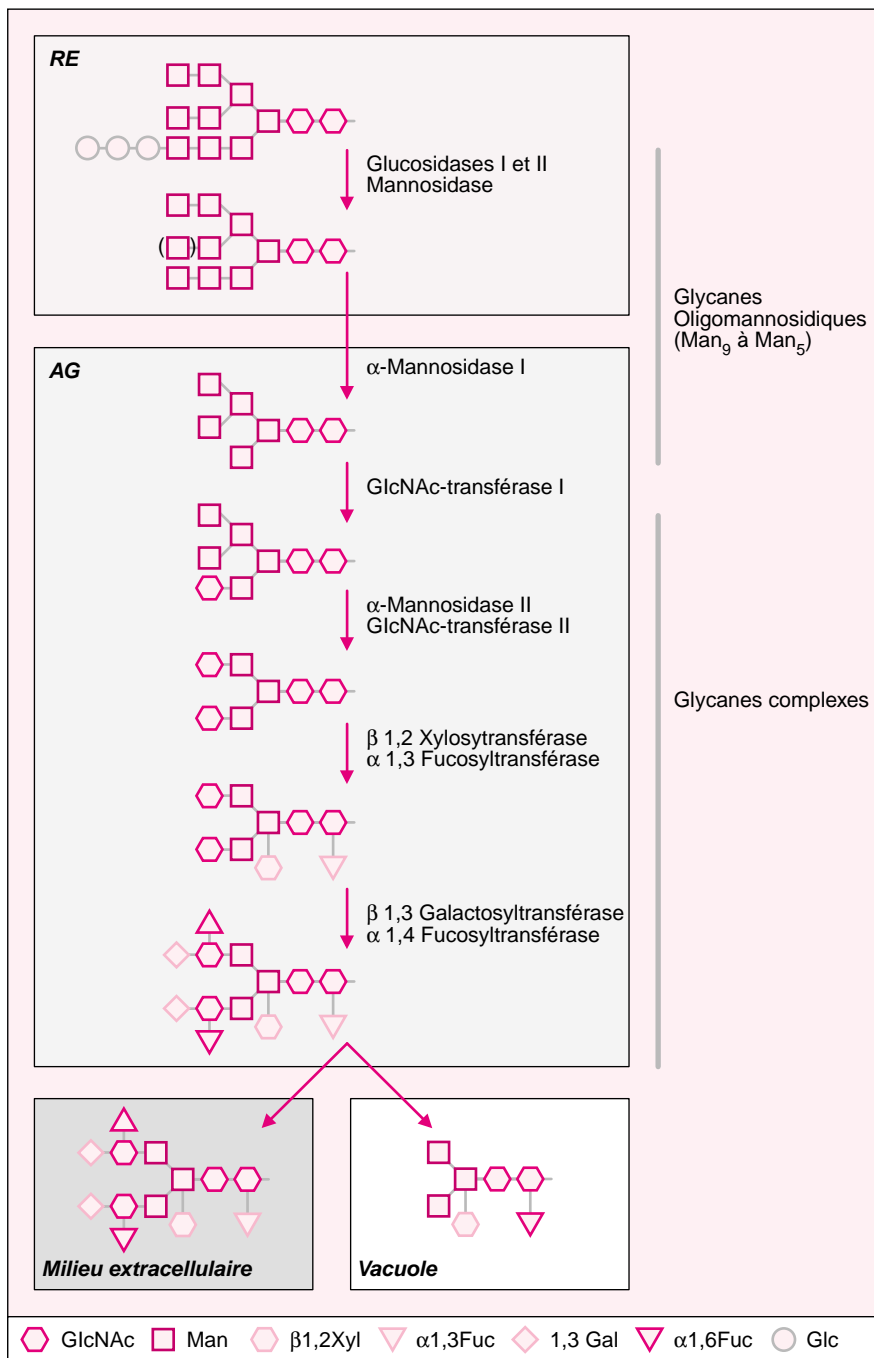 RE
Glucosidases I et II
Mannosidase
Glycanes
Oligomannosidiques
(Man9 à Man5)
( )
AG
α-Mannosidase I
GlcNAc-transférase I
α-Mannosidase II
GlcNAc-transférase II
Glycanes complexes
β 1,2 Xylosytransférase
α 1,3 Fucosyltransférase
β 1,3 Galactosyltransférase
α 1,4 Fucosyltransférase
Milieu extracellulaire
Vacuole
GlcNAc Man β1,2Xyl α1,3Fuc 1,3 Gal α1,6Fuc Glc